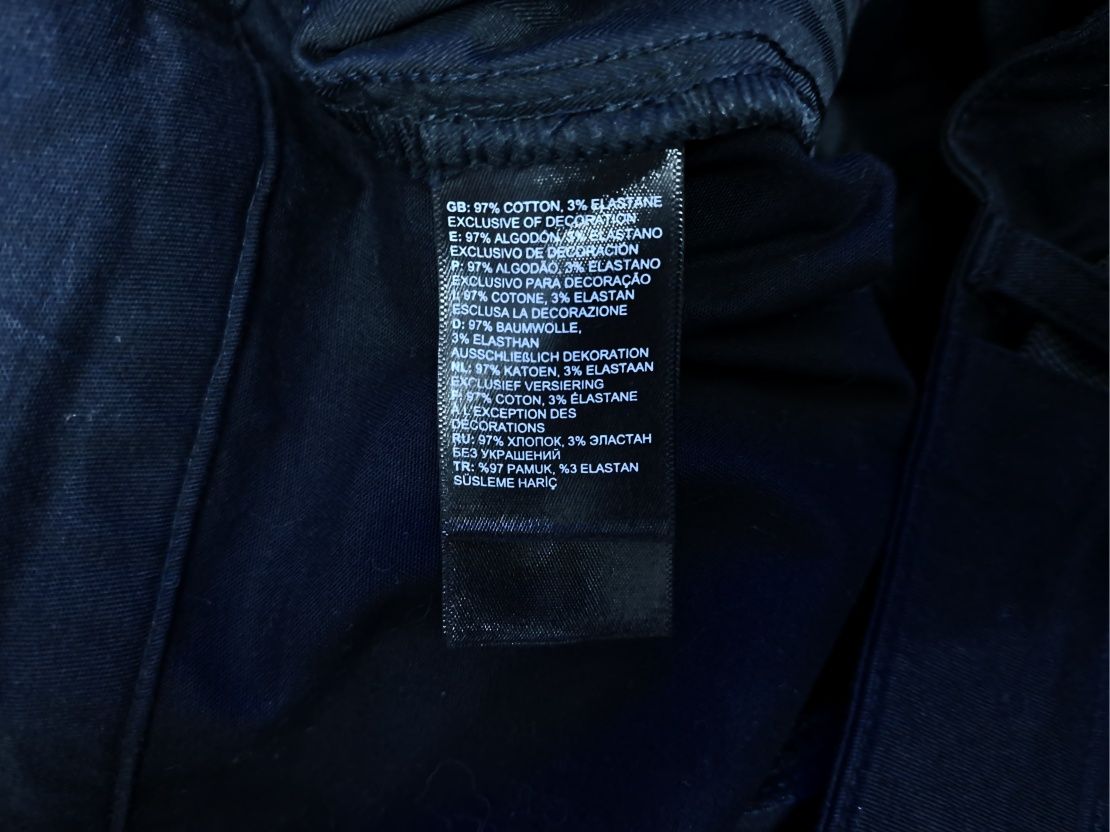 GB: 97% COTTON, 3% ELASTANE
EXCLUSIVE OF DECORATION
E: 97% ALGODÓN, 3% ELASTANO
EXCLUSIVO DE DECORACIÓN
P: 97% ALGODÃO, 3% ELASTANO
EXCLUSIVO PARA DECORAÇÃO
I: 97% COTONE, 3% ELASTAN
ESCLUSA LA DECORAZIONE
D: 97% BAUMWOLLE,
3% ELASTHAN
AUSSCHLIEßLICH DEKORATION
NL: 97% KATOEN, 3% ELASTAAN
EXCLUSIEF VERSIERING
F: 97% COTON, 3% ÉLASTANE
À L'EXCEPTION DES
DÉCORATIONS
RU: 97% ХЛОПОК, 3% ЭЛАСТАН
БЕЗ УКРАШЕНИЙ
TR: %97 PAMUK, %3 ELASTAN
SÜSLEME HARİÇ